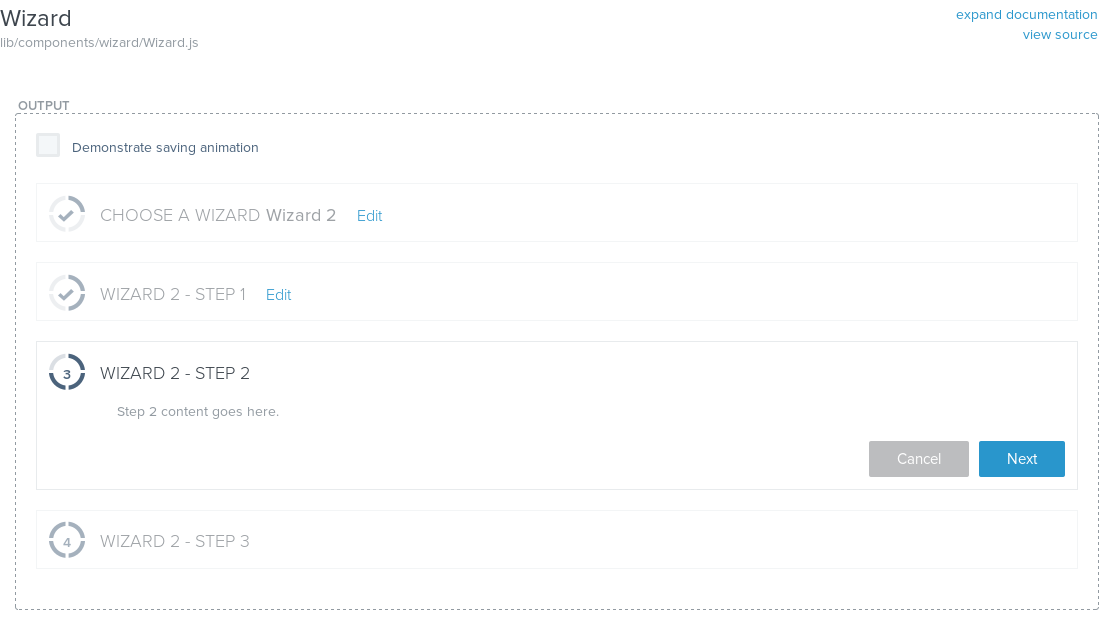 Wizard
expand documentation
lib/components/wizard/Wizard.js
view source
OUTPUT
Demonstrate saving animation
CHOOSE A WIZARD Wizard 2 Edit
WIZARD 2 - STEP 1 Edit
3 WIZARD 2 - STEP 2
Step 2 content goes here.
Cancel Next
4 WIZARD 2 - STEP 3